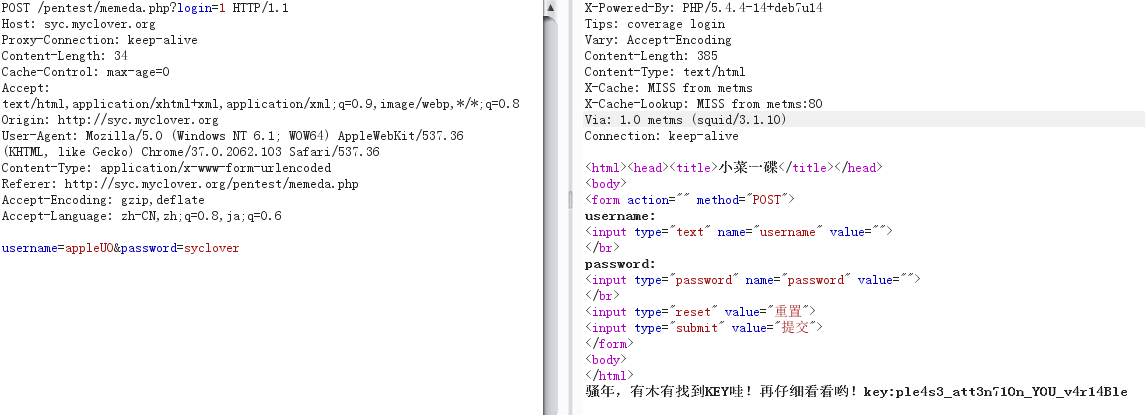 POST /pentest/memeda.php?login=1 HTTP/1.1
Host: syc.myclover.org
Proxy-Connection: keep-alive
Content-Length: 34
Cache-Control: max-age=0
Accept:
text/html,application/xhtml+xml,application/xml;q=0.9,image/webp,*/*;q=0.8
Origin: http://syc.myclover.org
User-Agent: Mozilla/5.0 (Windows NT 6.1; WOW64) AppleWebKit/537.36
(KHTML, like Gecko) Chrome/37.0.2062.103 Safari/537.36
Content-Type: application/x-www-form-urlencoded
Referer: http://syc.myclover.org/pentest/memeda.php
Accept-Encoding: gzip,deflate
Accept-Language: zh-CN,zh;q=0.8,ja;q=0.6
username=appleU0&password=syclover
X-Powered-By: PHP/5.4.4-14+deb7u14
Tips: coverage login
Vary: Accept-Encoding
Content-Length: 385
Content-Type: text/html
X-Cache: MISS from metms
X-Cache-Lookup: MISS from metms:80
Via: 1.0 metms (squid/3.1.10)
Connection: keep-alive
<html><head><title>小菜一碟</title></head>
<body>
<form action="" method="POST">
username:
<input type="text" name="username" value="">
</br>
password:
<input type="password" name="password" value="">
</br>
<input type="reset" value="重置">
<input type="submit" value="提交">
</form>
<body>
</html>
骚年，有木有找到KEY哇！再仔细看看哟！key:ple4s3_att3n71On_YOU_v4r14Ble